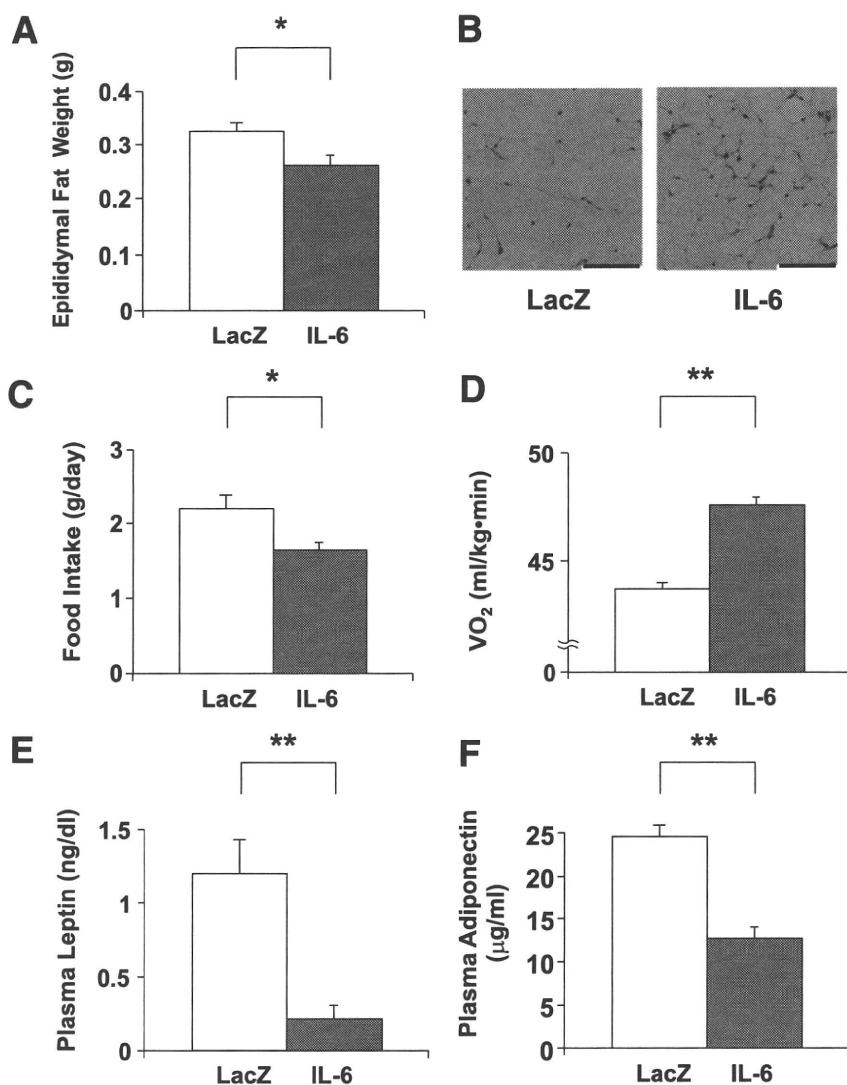 A
*
Epididymal Fat Weight (g)
0.4
0.3
0.2
0.1
0
LacZ IL-6
B
LacZ IL-6
C
*
Food Intake (g/day)
3
2
1
0
LacZ IL-6
D
**
VO₂ (ml/kg•min)
50
45
0
LacZ IL-6
E
**
Plasma Leptin (ng/dl)
1.5
1
0.5
0
LacZ IL-6
F
**
Plasma Adiponectin
(μg/ml)
25
20
15
10
5
0
LacZ IL-6